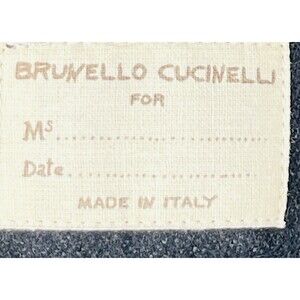 BRUNELLO CUCINELLI
FOR
Ms..............................
Date............................
MADE IN ITALY